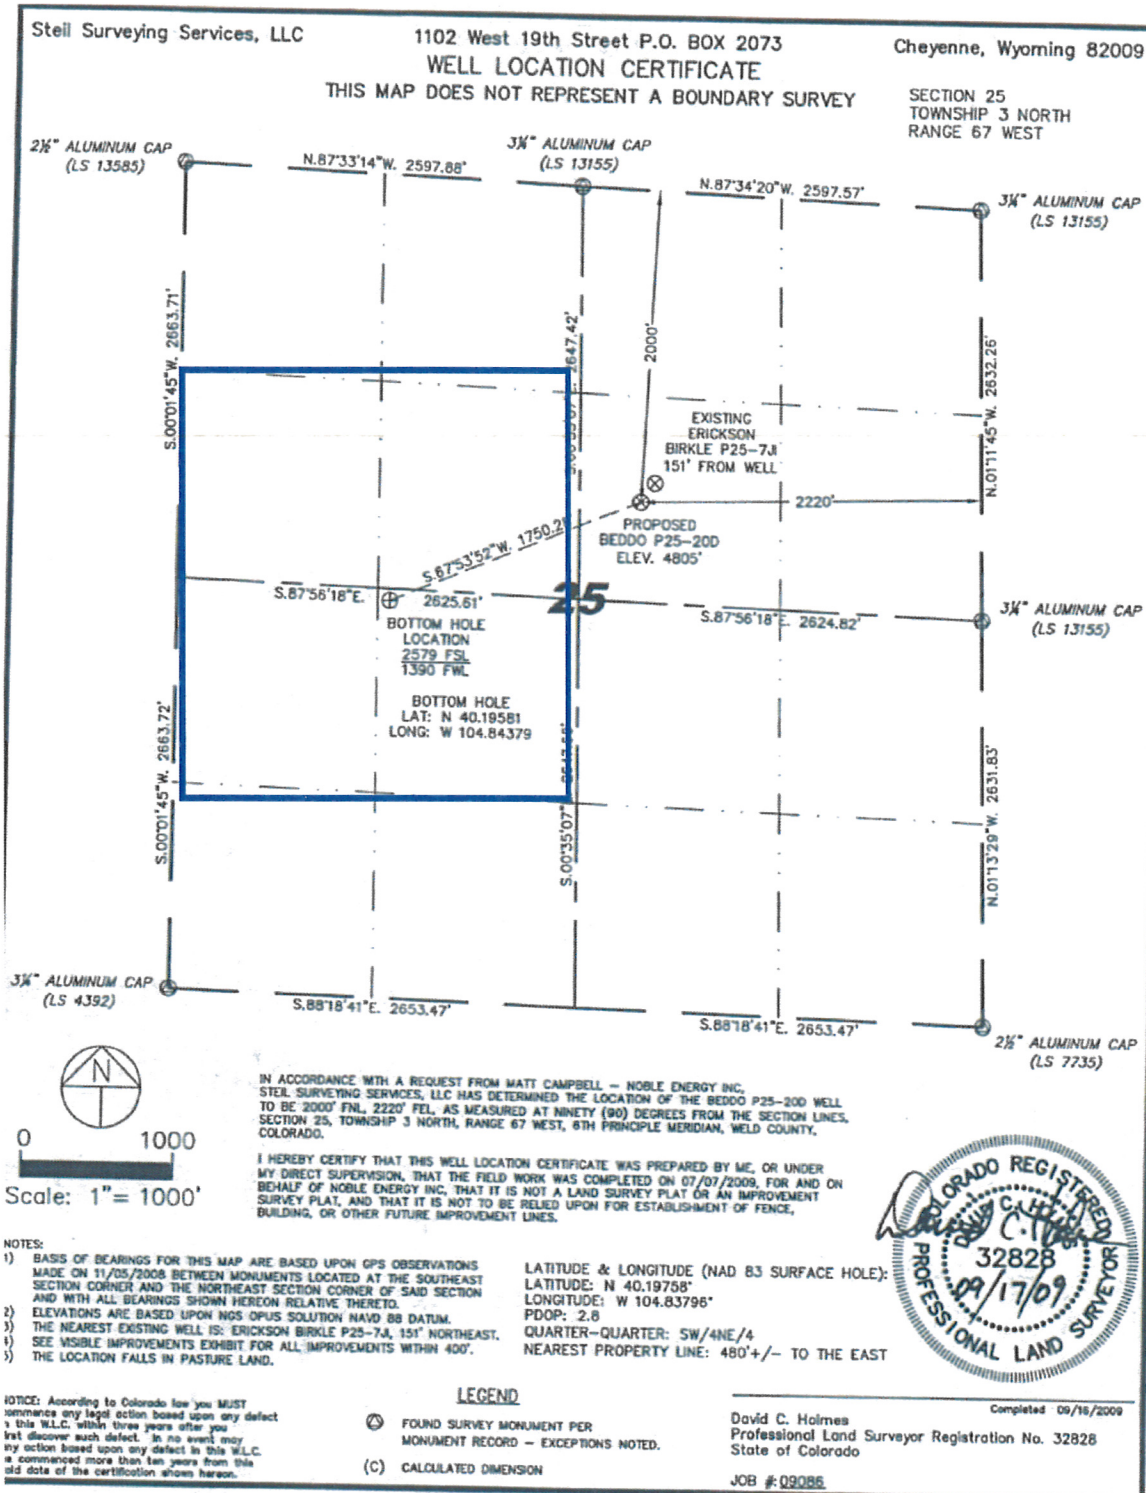 Steil Surveying Services, LLC
1102 West 19th Street P.O. BOX 2073
Cheyenne, Wyoming 82009
WELL LOCATION CERTIFICATE
THIS MAP DOES NOT REPRESENT A BOUNDARY SURVEY
SECTION 25
TOWNSHIP 3 NORTH
RANGE 67 WEST
2½" ALUMINUM CAP
(LS 13585)
N.87°33'14"W. 2597.88'
3¼" ALUMINUM CAP
(LS 13155)
N.87°34'20"W. 2597.57'
3¼" ALUMINUM CAP
(LS 13155)
S.00°01'45"W. 2663.71'
2647.42'
2000'
N.01°11'45"W. 2632.26'
EXISTING
ERICKSON
BIRKLE P25-7JI
151' FROM WELL
2220'
PROPOSED
BEDDO P25-20D
ELEV. 4805'
S.67°53'52"W. 1750.2
25
S.87°56'18"E. 2625.61'
S.87°56'18"E. 2624.82'
3¼" ALUMINUM CAP
(LS 13155)
BOTTOM HOLE
LOCATION
2579 FSL
1390 FWL
BOTTOM HOLE
LAT: N 40.19581
LONG: W 104.84379
S.00°01'45"W. 2663.72'
S.00°35'07"
N.01°13'29"W. 2631.83'
3¼" ALUMINUM CAP
(LS 4392)
S.88°18'41"E. 2653.47'
S.88°18'41"E. 2653.47'
2½" ALUMINUM CAP
(LS 7735)
N
0 1000
Scale: 1"= 1000'
IN ACCORDANCE WITH A REQUEST FROM MATT CAMPBELL - NOBLE ENERGY INC,
STEIL SURVEYING SERVICES, LLC HAS DETERMINED THE LOCATION OF THE BEDDO P25-20D WELL
TO BE 2000' FNL, 2220' FEL, AS MEASURED AT NINETY (90) DEGREES FROM THE SECTION LINES,
SECTION 25, TOWNSHIP 3 NORTH, RANGE 67 WEST, 6TH PRINCIPLE MERIDIAN, WELD COUNTY,
COLORADO.
I HEREBY CERTIFY THAT THIS WELL LOCATION CERTIFICATE WAS PREPARED BY ME, OR UNDER
MY DIRECT SUPERVISION, THAT THE FIELD WORK WAS COMPLETED ON 07/07/2009, FOR AND ON
BEHALF OF NOBLE ENERGY INC, THAT IT IS NOT A LAND SURVEY PLAT OR AN IMPROVEMENT
SURVEY PLAT, AND THAT IT IS NOT TO BE RELIED UPON FOR ESTABLISHMENT OF FENCE,
BUILDING, OR OTHER FUTURE IMPROVEMENT LINES.
COLORADO REGISTERED
DAVID C. HOLMES
32828
09/17/09
PROFESSIONAL LAND SURVEYOR
NOTES:
1) BASIS OF BEARINGS FOR THIS MAP ARE BASED UPON GPS OBSERVATIONS
MADE ON 11/05/2008 BETWEEN MONUMENTS LOCATED AT THE SOUTHEAST
SECTION CORNER AND THE NORTHEAST SECTION CORNER OF SAID SECTION
AND WITH ALL BEARINGS SHOWN HEREON RELATIVE THERETO.
2) ELEVATIONS ARE BASED UPON NGS OPUS SOLUTION NAVD 88 DATUM.
3) THE NEAREST EXISTING WELL IS: ERICKSON BIRKLE P25-7JI, 151' NORTHEAST.
4) SEE VISIBLE IMPROVEMENTS EXHIBIT FOR ALL IMPROVEMENTS WITHIN 400'.
5) THE LOCATION FALLS IN PASTURE LAND.
LATITUDE & LONGITUDE (NAD 83 SURFACE HOLE):
LATITUDE: N 40.19758°
LONGITUDE: W 104.83796°
PDOP: 2.8
QUARTER-QUARTER: SW/4NE/4
NEAREST PROPERTY LINE: 480'+/- TO THE EAST
NOTICE: According to Colorado law you MUST
commence any legal action based upon any defect
this W.L.C. within three years after you
first discover such defect. In no event may
any action based upon any defect in this W.L.C.
be commenced more than ten years from this
date of the certification shown hereon.
LEGEND
FOUND SURVEY MONUMENT PER
MONUMENT RECORD - EXCEPTIONS NOTED.
(C) CALCULATED DIMENSION
Completed 09/16/2009
David C. Holmes
Professional Land Surveyor Registration No. 32828
State of Colorado
JOB #:09086